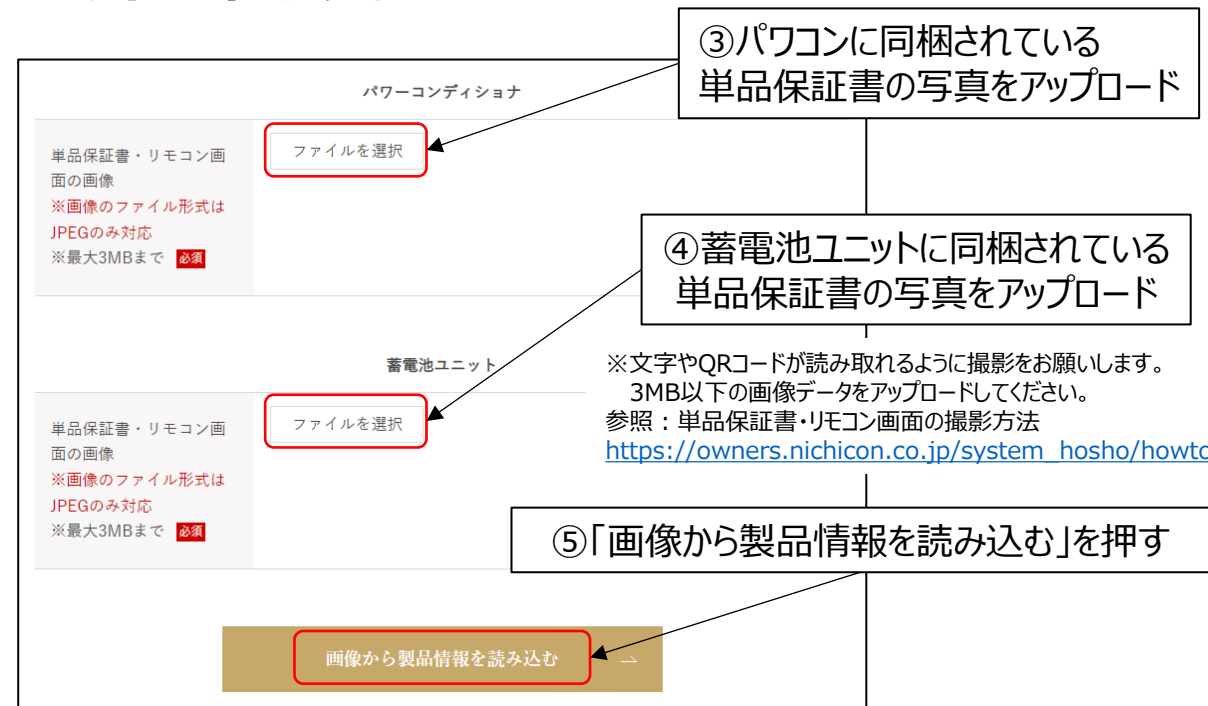 ③パワコンに同梱されている
単品保証書の写真をアップロード
パワーコンディショナ
単品保証書・リモコン画
面の画像
※画像のファイル形式は
JPEGのみ対応
※最大3MBまで 必須
ファイルを選択
④蓄電池ユニットに同梱されている
単品保証書の写真をアップロード
蓄電池ユニット
※文字やQRコードが読み取れるように撮影をお願いします。
3MB以下の画像データをアップロードしてください。
参照：単品保証書・リモコン画面の撮影方法
https://owners.nichicon.co.jp/system_hosho/howto
単品保証書・リモコン画
面の画像
※画像のファイル形式は
JPEGのみ対応
※最大3MBまで 必須
ファイルを選択
⑤「画像から製品情報を読み込む」を押す
画像から製品情報を読み込む